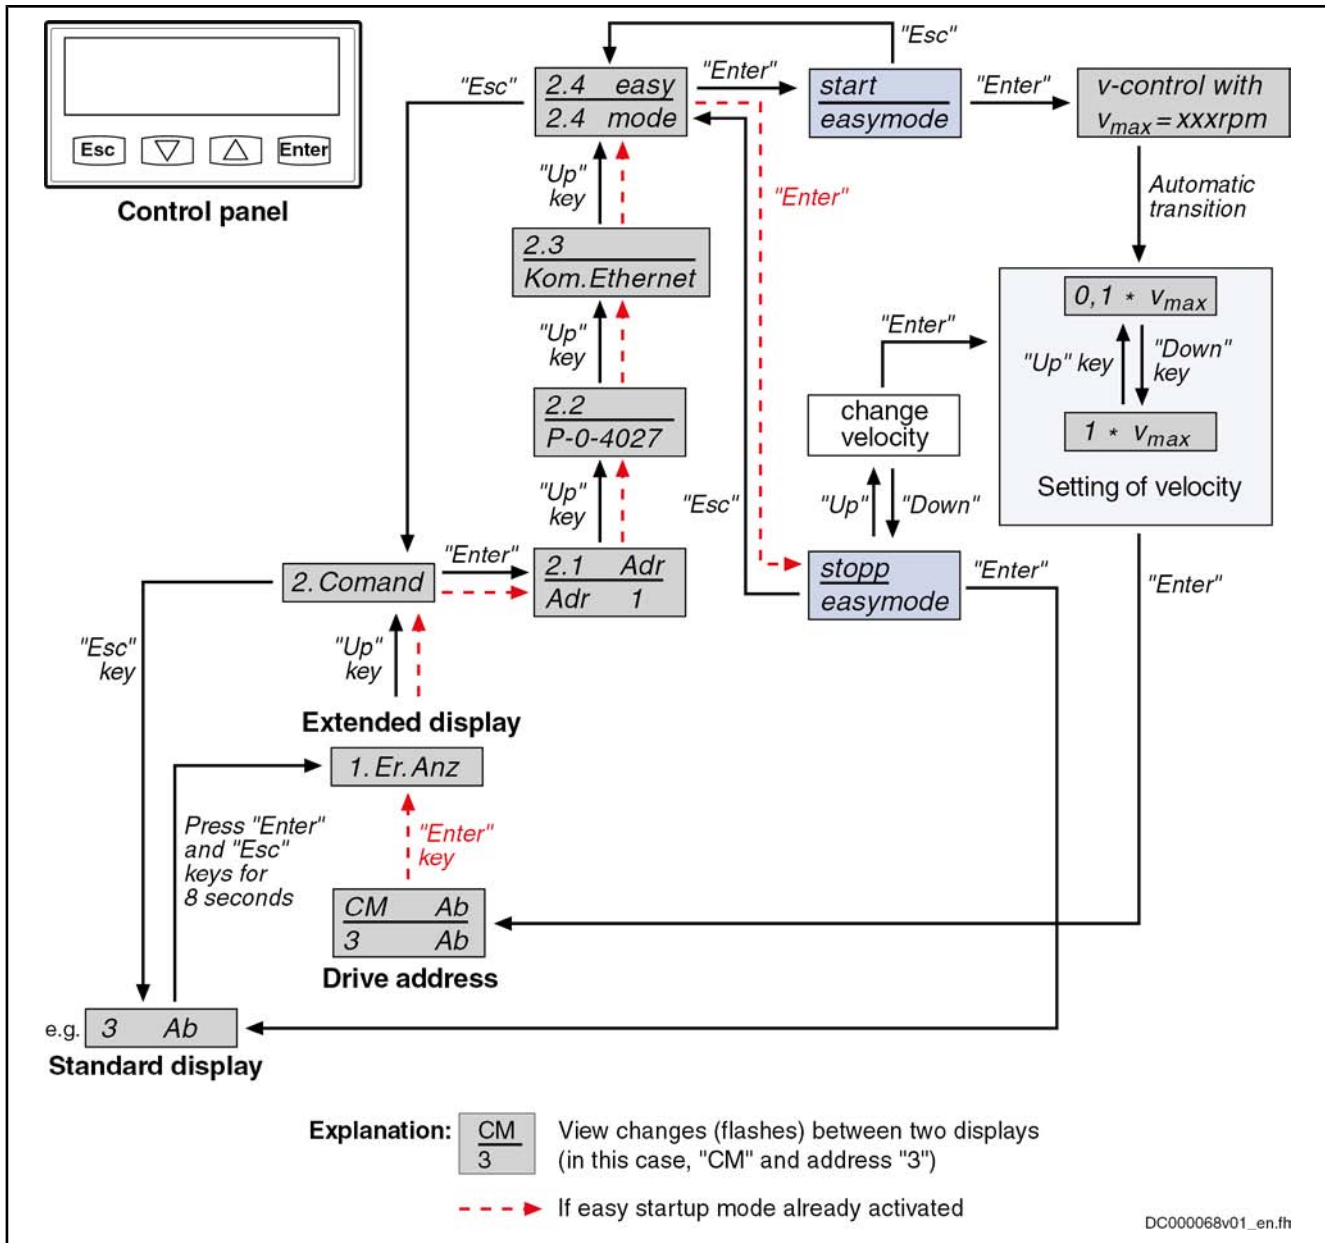 Esc
Enter
Control panel
"Esc"
"Esc"
2.4 easy
2.4 mode
"Enter"
start
easymode
"Enter"
v-control with
vmax = xxxrpm
"Up"
key
"Enter"
Automatic
transition
2.3
Kom.Ethernet
0,1 * vmax
"Enter"
"Up" key
"Down"
key
"Up"
key
2.2
P-0-4027
change
velocity
1 * vmax
Setting of velocity
"Up"
key
"Esc"
"Up"
"Down"
2.Comand
"Enter"
2.1 Adr
Adr 1
stopp
easymode
"Enter"
"Enter"
"Esc"
key
"Up"
key
Extended display
1.Er.Anz
Press "Enter"
and "Esc"
keys for
8 seconds
"Enter"
key
CM Ab
3 Ab
Drive address
e.g.
3 Ab
Standard display
Explanation:
CM
3
View changes (flashes) between two displays
(in this case, "CM" and address "3")
If easy startup mode already activated
DC000068v01_en.fh